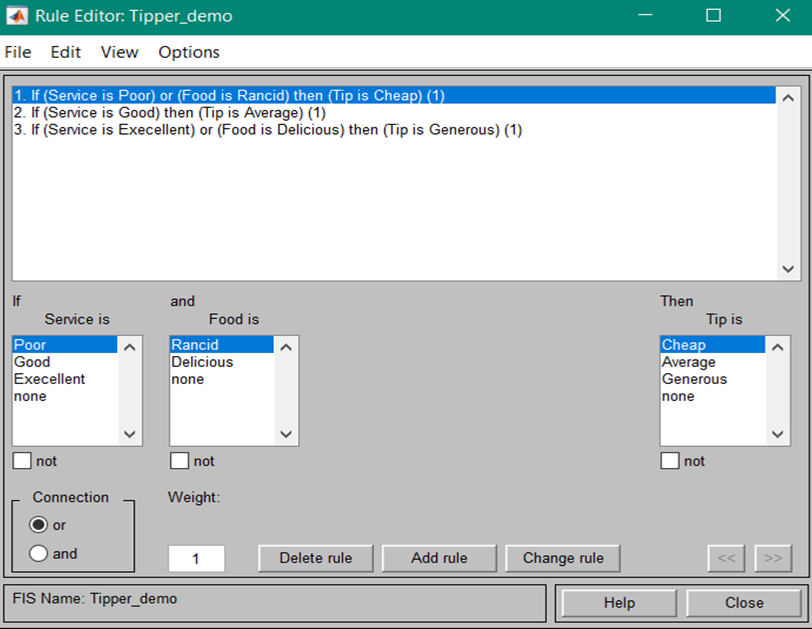 Rule Editor: Tipper_demo
File Edit View Options
1. If (Service is Poor) or (Food is Rancid) then (Tip is Cheap) (1)
2. If (Service is Good) then (Tip is Average) (1)
3. If (Service is Execellent) or (Food is Delicious) then (Tip is Generous) (1)
If and Then
Service is Food is Tip is
Poor Rancid Cheap
Good Delicious Average
Execellent none Generous
none none
not not not
Connection Weight:
or
and 1 Delete rule Add rule Change rule << >>
FIS Name: Tipper_demo Help Close